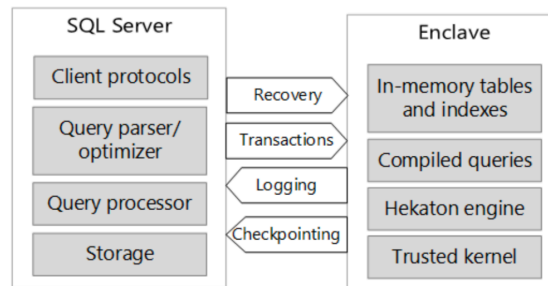 SQL Server
Client protocols
Query parser/
optimizer
Query processor
Storage
Recovery
Transactions
Logging
Checkpointing
Enclave
In-memory tables
and indexes
Compiled queries
Hekaton engine
Trusted kernel